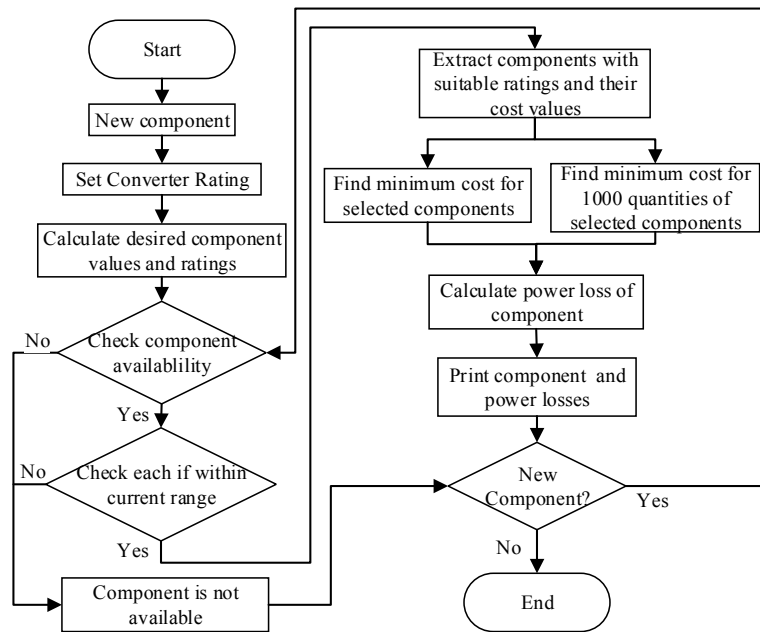 Start
New component
Set Converter Rating
Calculate desired component
values and ratings
No
Check component
availablility
Yes
No
Check each if within
current range
Yes
Component is not
available
Extract components with
suitable ratings and their
cost values
Find minimum cost for
selected components
Find minimum cost for
1000 quantities of
selected components
Calculate power loss of
component
Print component and
power losses
New
Component?
Yes
No
End